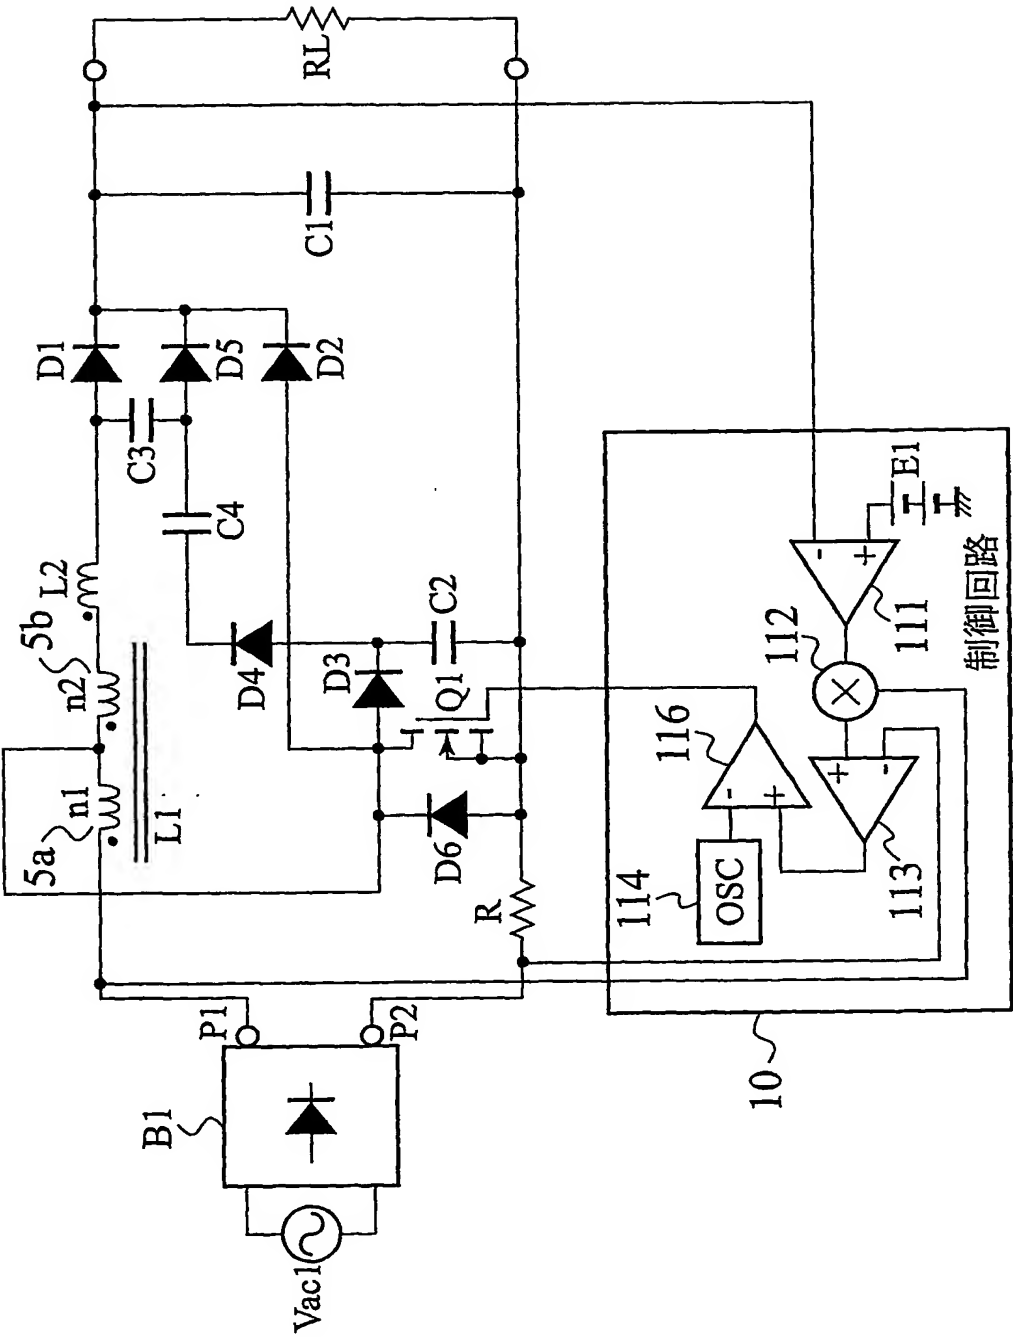 Vac1
B1
P1
P2
5a
n1
n2
5b
L2
L1
D1
C3
D5
C4
D2
D4
D3
C2
Q1
D6
R
C1
RL
10
制御回路
OSC
114
116
-
+
113
+
-
112
111
-
+
E1